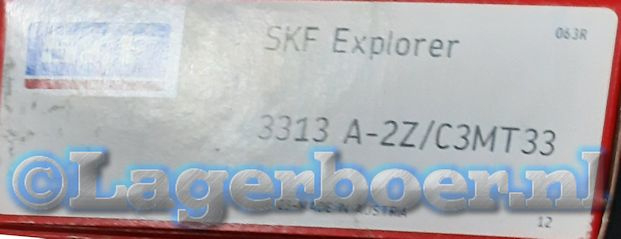 SKF Explorer
063R
3313 A-2Z/C3MT33
©Lagerboer.nl
MADE IN AUSTRIA
12